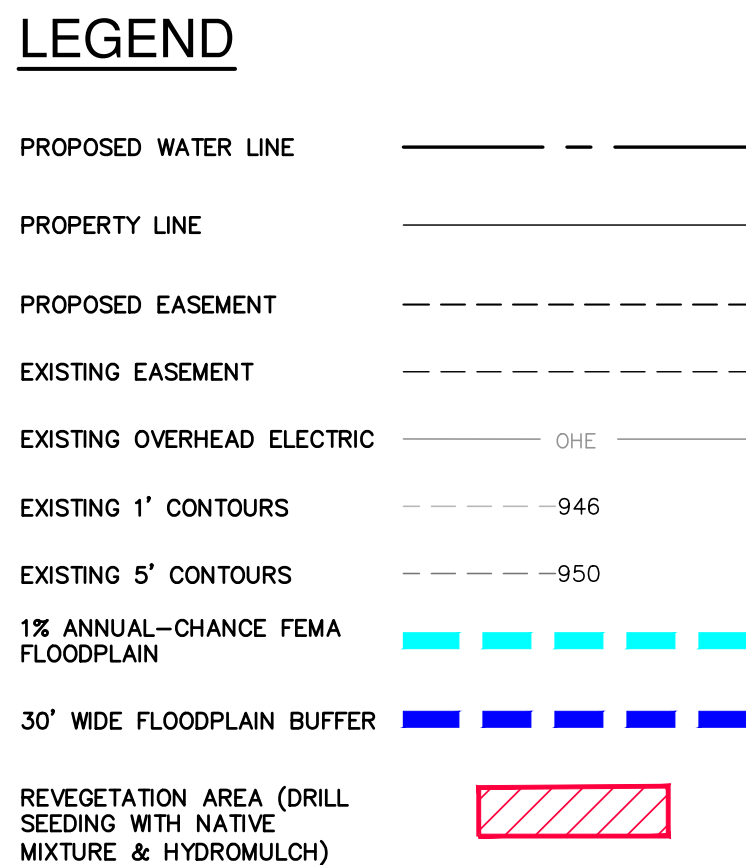 LEGEND
PROPOSED WATER LINE
PROPERTY LINE
PROPOSED EASEMENT
EXISTING EASEMENT
EXISTING OVERHEAD ELECTRIC OHE
EXISTING 1' CONTOURS 946
EXISTING 5' CONTOURS 950
1% ANNUAL-CHANCE FEMA
FLOODPLAIN
30' WIDE FLOODPLAIN BUFFER
REVEGETATION AREA (DRILL
SEEDING WITH NATIVE
MIXTURE & HYDROMULCH)